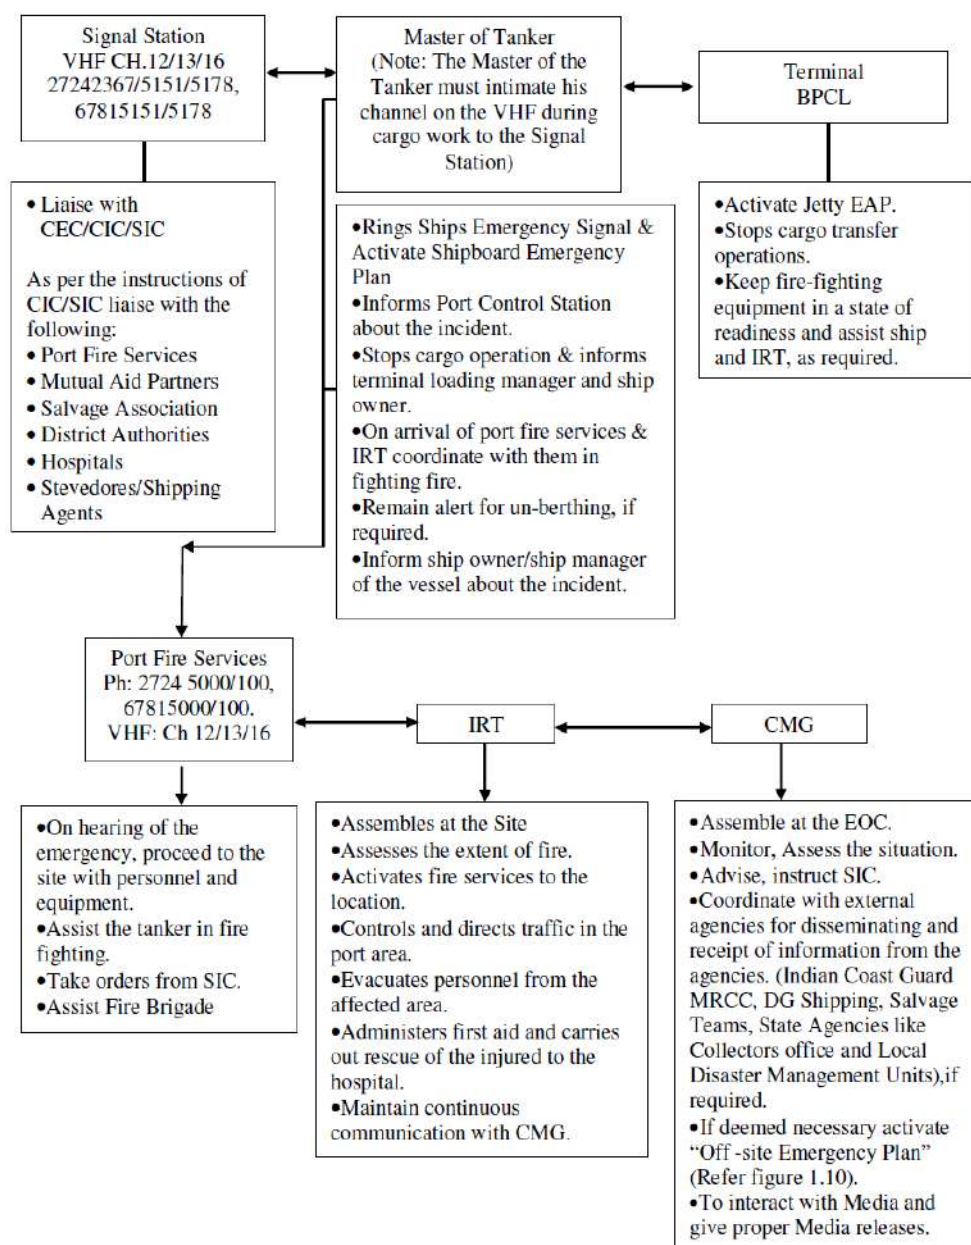 Signal Station
VHF CH.12/13/16
27242367/5151/5178,
67815151/5178
Master of Tanker
(Note: The Master of the
Tanker must intimate his
channel on the VHF during
cargo work to the Signal
Station)
Terminal
BPCL
• Liaise with
CEC/CIC/SIC
As per the instructions of
CIC/SIC liaise with the
following:
• Port Fire Services
• Mutual Aid Partners
• Salvage Association
• District Authorities
• Hospitals
• Stevedores/Shipping
Agents
•Rings Ships Emergency Signal &
Activate Shipboard Emergency
Plan
•Informs Port Control Station
about the incident.
•Stops cargo operation & informs
terminal loading manager and ship
owner.
•On arrival of port fire services &
IRT coordinate with them in
fighting fire.
•Remain alert for un-berthing, if
required.
•Inform ship owner/ship manager
of the vessel about the incident.
•Activate Jetty EAP.
•Stops cargo transfer
operations.
•Keep fire-fighting
equipment in a state of
readiness and assist ship
and IRT, as required.
Port Fire Services
Ph: 2724 5000/100,
67815000/100.
VHF: Ch 12/13/16
IRT
CMG
•On hearing of the
emergency, proceed to the
site with personnel and
equipment.
•Assist the tanker in fire
fighting.
•Take orders from SIC.
•Assist Fire Brigade
•Assembles at the Site
•Assesses the extent of fire.
•Activates fire services to the
location.
•Controls and directs traffic in the
port area.
•Evacuates personnel from the
affected area.
•Administers first aid and carries
out rescue of the injured to the
hospital.
•Maintain continuous
communication with CMG.
•Assemble at the EOC.
•Monitor, Assess the situation.
•Advise, instruct SIC.
•Coordinate with external
agencies for disseminating and
receipt of information from the
agencies. (Indian Coast Guard
MRCC, DG Shipping, Salvage
Teams, State Agencies like
Collectors office and Local
Disaster Management Units),if
required.
•If deemed necessary activate
“Off -site Emergency Plan”
(Refer figure 1.10).
•To interact with Media and
give proper Media releases.